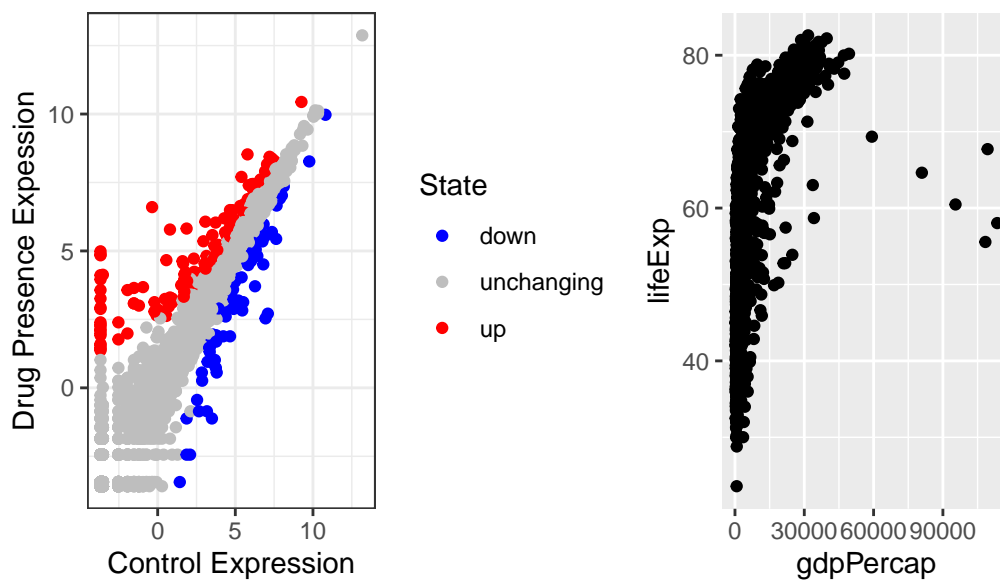 Drug Presence Expession
10
5
0
0 5 10
Control Expression
State
down
unchanging
up
lifeExp
80
60
40
0 30000 60000 90000
gdpPercap